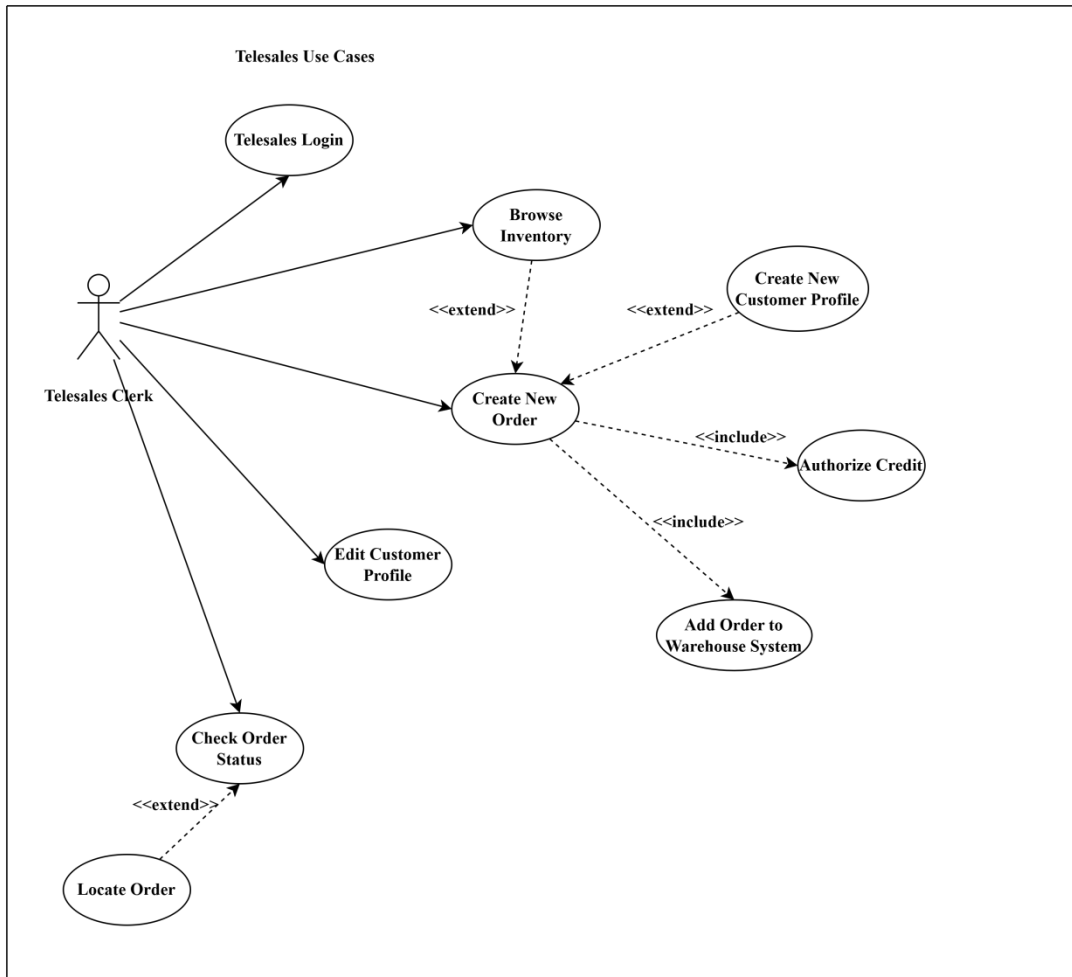 Telesales Use Cases
Telesales Login
Browse
Inventory
Create New
Customer Profile
<<extend>>
<<extend>>
Telesales Clerk
Create New
Order
<<include>>
Authorize Credit
<<include>>
Edit Customer
Profile
Add Order to
Warehouse System
Check Order
Status
<<extend>>
Locate Order